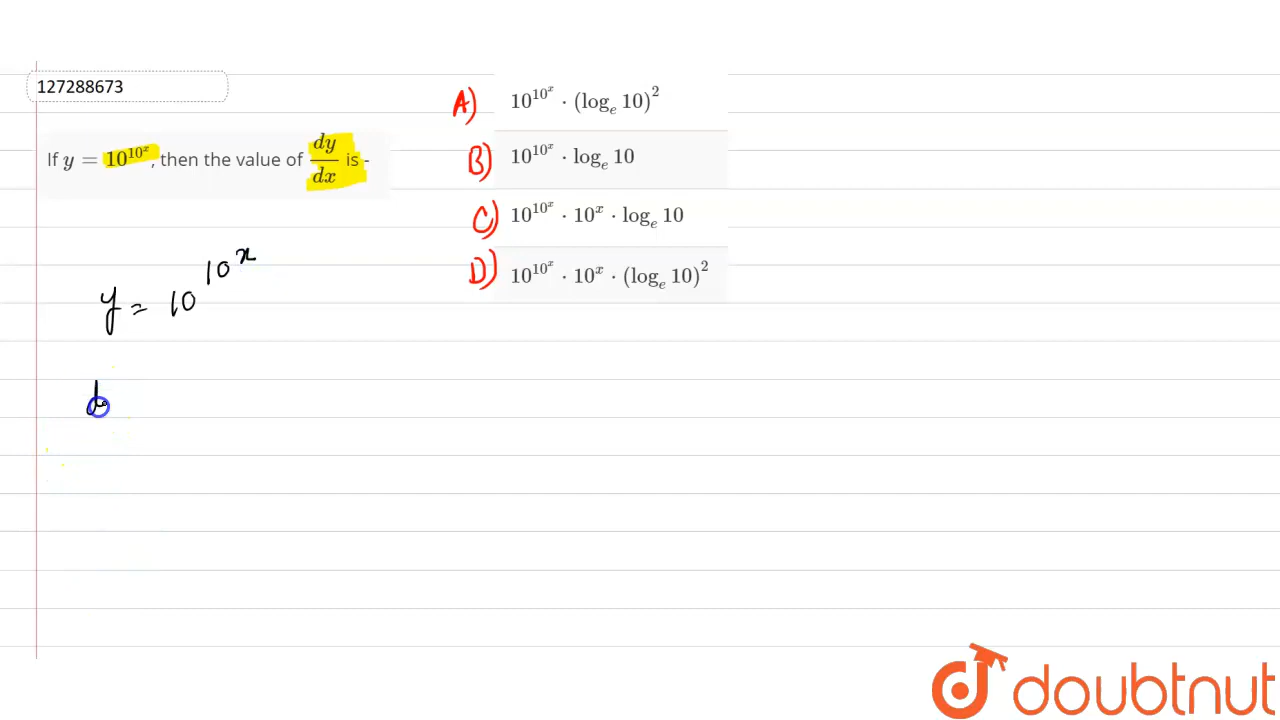 127288673
If y = 10^{10^x}, then the value of dy/dx is -
A) 10^{10^x} · (log_e 10)^2
B) 10^{10^x} · log_e 10
C) 10^{10^x} · 10^x · log_e 10
D) 10^{10^x} · 10^x · (log_e 10)^2
y = 10^{10^x}
d
doubtnut